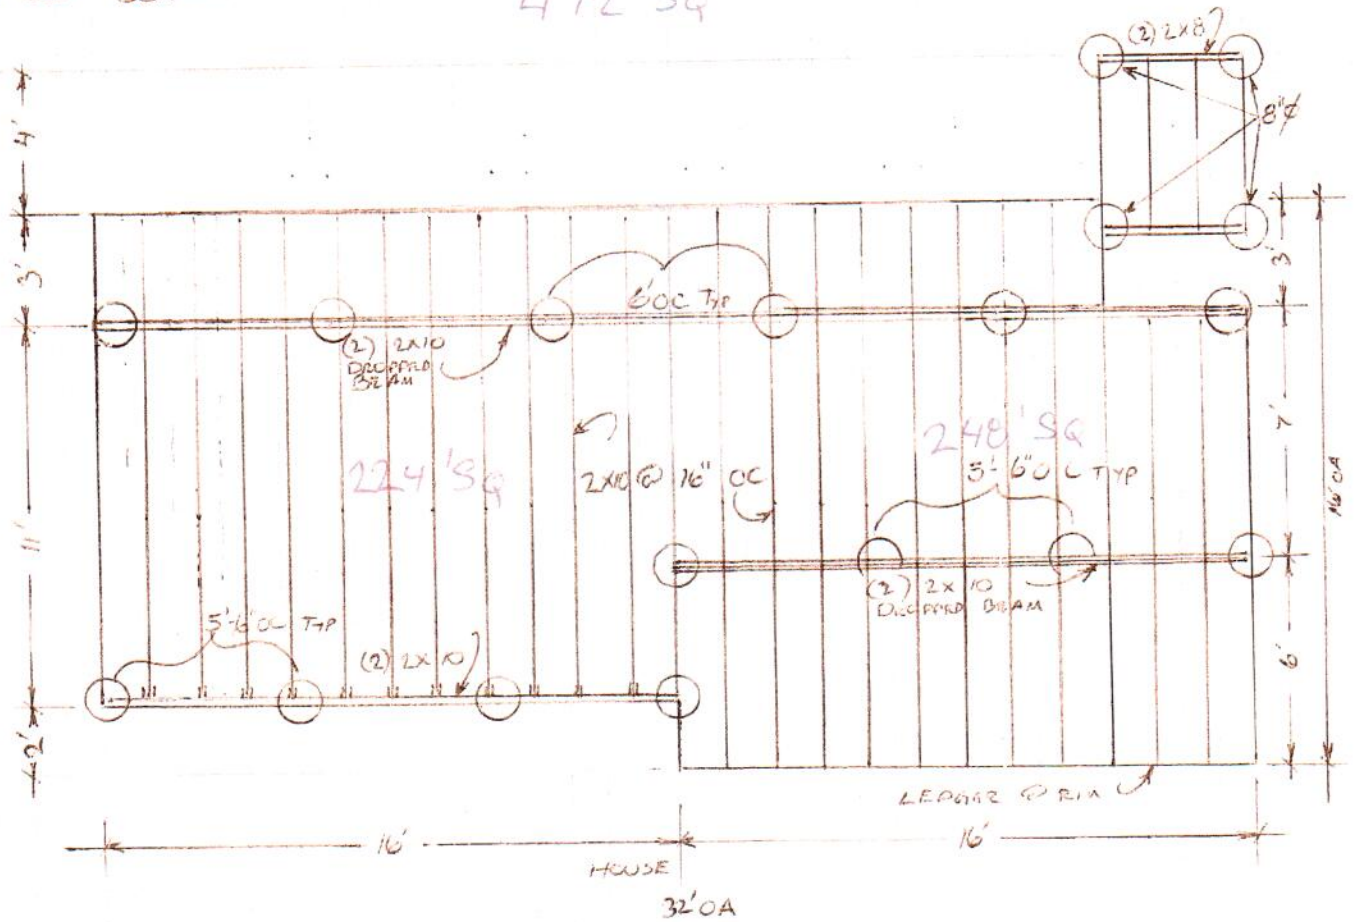 472 SQ
(2) 2x8
8"ø
4'
3'
3'
6' OC TYP
(2) 2x10
DROPPED
BEAM
224 'SQ
2x10 @ 16" OC
248 'SQ
5'-6" OC TYP
7'
16' OA
11'
(2) 2x10
DROPPED BEAM
5'-6' OC TYP
(2) 2x10
6'
2'
LEDGER @ RIM
16'
16'
HOUSE
32' OA